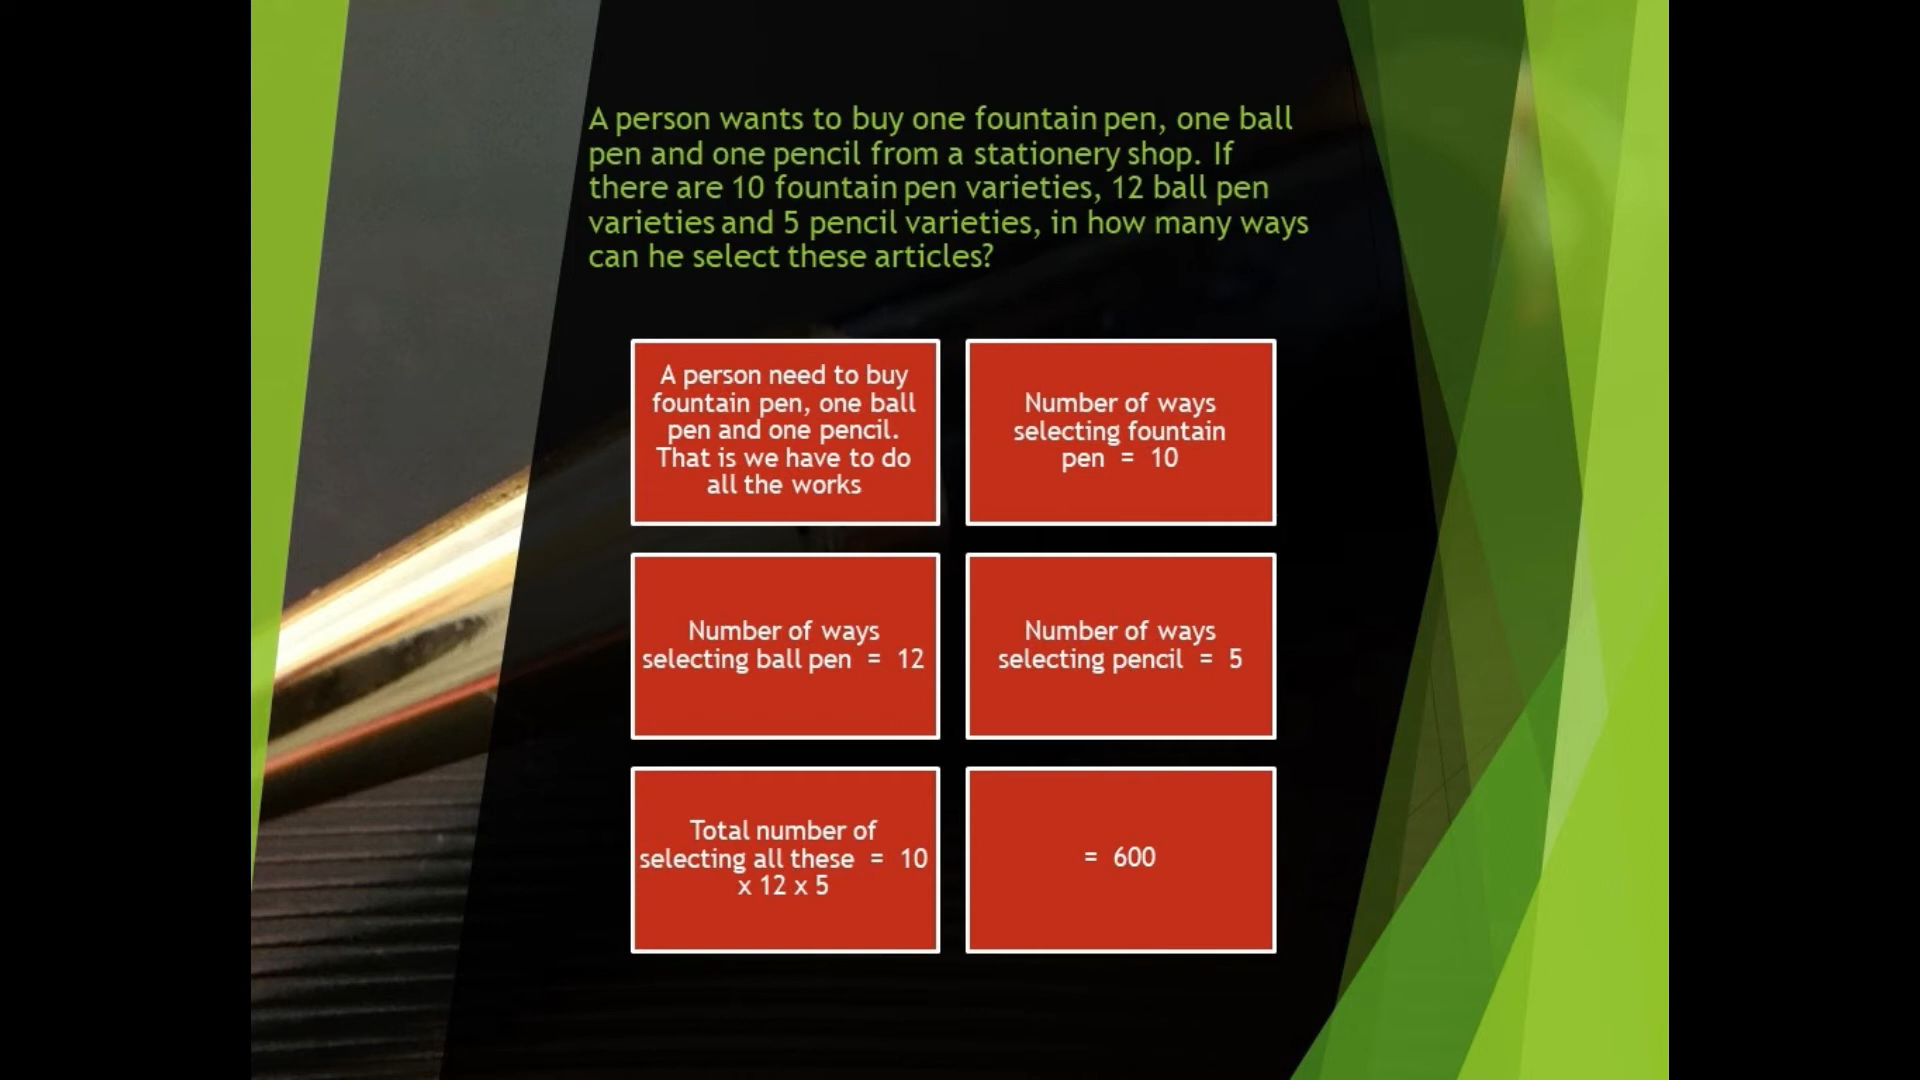 A person wants to buy one fountain pen, one ball
pen and one pencil from a stationery shop. If
there are 10 fountain pen varieties, 12 ball pen
varieties and 5 pencil varieties, in how many ways
can he select these articles?
A person need to buy
fountain pen, one ball
pen and one pencil.
That is we have to do
all the works
Number of ways
selecting fountain
pen = 10
Number of ways
selecting ball pen = 12
Number of ways
selecting pencil = 5
Total number of
selecting all these = 10
x 12 x 5
= 600